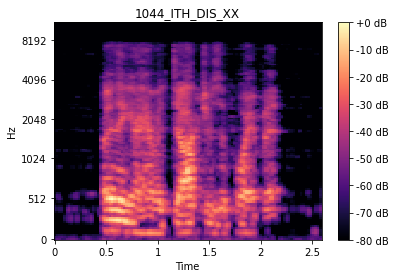 1044_ITH_DIS_XX
Hz
8192
4096
2048
1024
512
0
0
0.5
1
1.5
2
2.5
Time
+0 dB
-10 dB
-20 dB
-30 dB
-40 dB
-50 dB
-60 dB
-70 dB
-80 dB